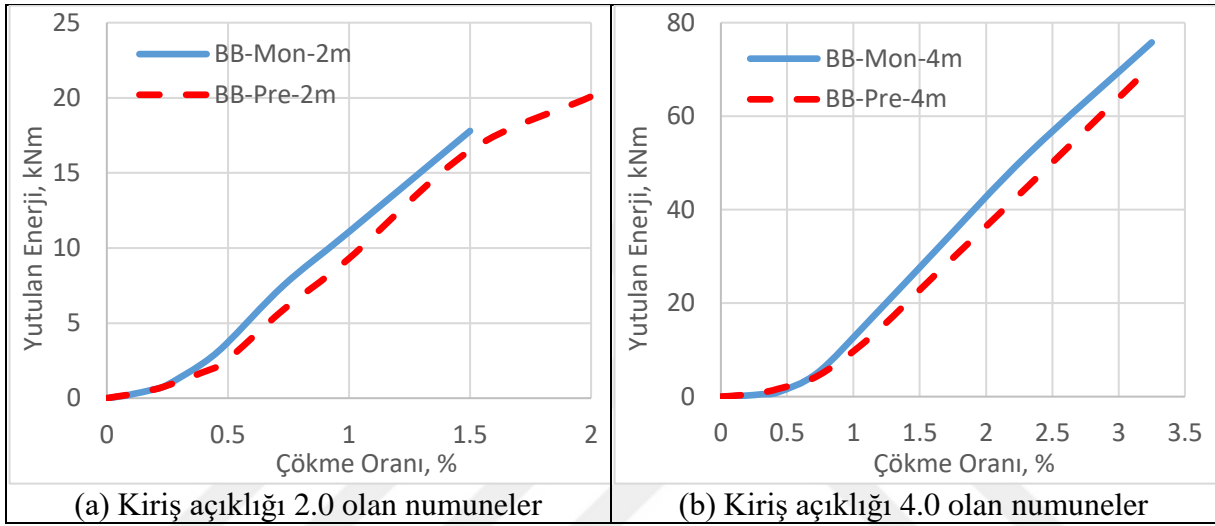 25
20
15
10
5
0
Yutulan Enerji, kNm
BB-Mon-2m
BB-Pre-2m
0 0.5 1 1.5 2
Çökme Oranı, %
(a) Kiriş açıklığı 2.0 olan numuneler
80
60
40
20
0
Yutulan Enerji, kNm
BB-Mon-4m
BB-Pre-4m
0 0.5 1 1.5 2 2.5 3 3.5
Çökme Oranı, %
(b) Kiriş açıklığı 4.0 olan numuneler